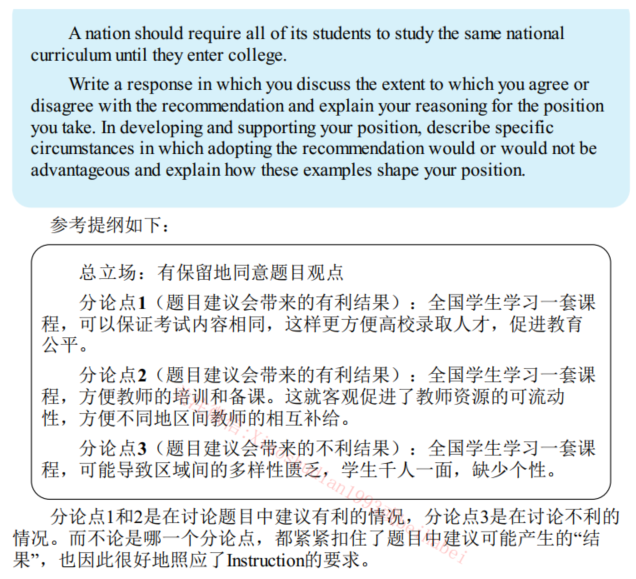 A nation should require all of its students to study the same national
curriculum until they enter college.
Write a response in which you discuss the extent to which you agree or
disagree with the recommendation and explain your reasoning for the position
you take. In developing and supporting your position, describe specific
circumstances in which adopting the recommendation would or would not be
advantageous and explain how these examples shape your position.
参考提纲如下：
总立场：有保留地同意题目观点
分论点1（题目建议会带来的有利结果）：全国学生学习一套课
程，可以保证考试内容相同，这样更方便高校录取人才，促进教育
公平。
分论点2（题目建议会带来的有利结果）：全国学生学习一套课
程，方便教师的培训和备课。这就客观促进了教师资源的可流动
性，方便不同地区间教师的相互补给。
分论点3（题目建议会带来的不利结果）：全国学生学习一套课
程，可能导致区域间的多样性匮乏，学生千人一面，缺少个性。
分论点1和2是在讨论题目中建议有利的情况，分论点3是在讨论不利的
情况。而不论是哪一个分论点，都紧紧扣住了题目中建议可能产生的“结
果”，也因此很好地照应了Instruction的要求。